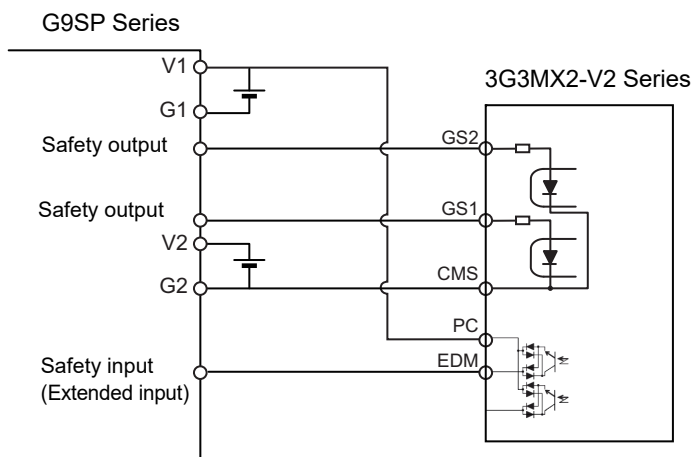 G9SP Series
V1
G1
Safety output
Safety output
V2
G2
Safety input
(Extended input)
3G3MX2-V2 Series
GS2
GS1
CMS
PC
EDM